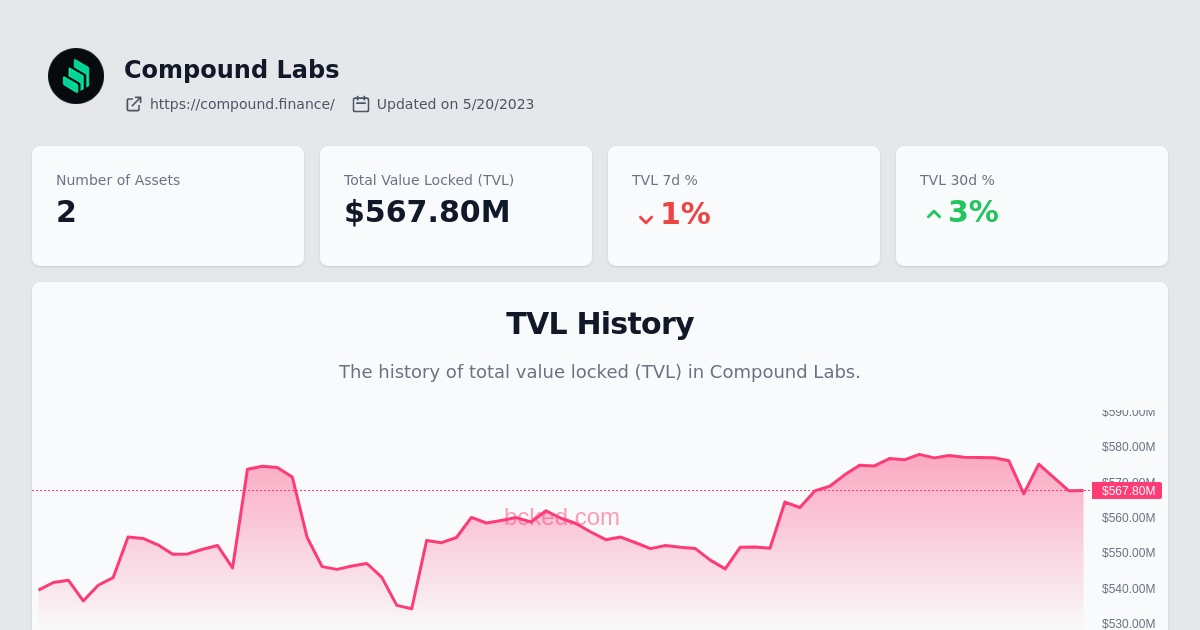 Compound Labs
https://compound.finance/ Updated on 5/20/2023
Number of Assets
2
Total Value Locked (TVL)
$567.80M
TVL 7d %
1%
TVL 30d %
3%
TVL History
The history of total value locked (TVL) in Compound Labs.
$590.00M
$580.00M
$570.00M
$567.80M
$560.00M
bcked.com
$550.00M
$540.00M
$530.00M